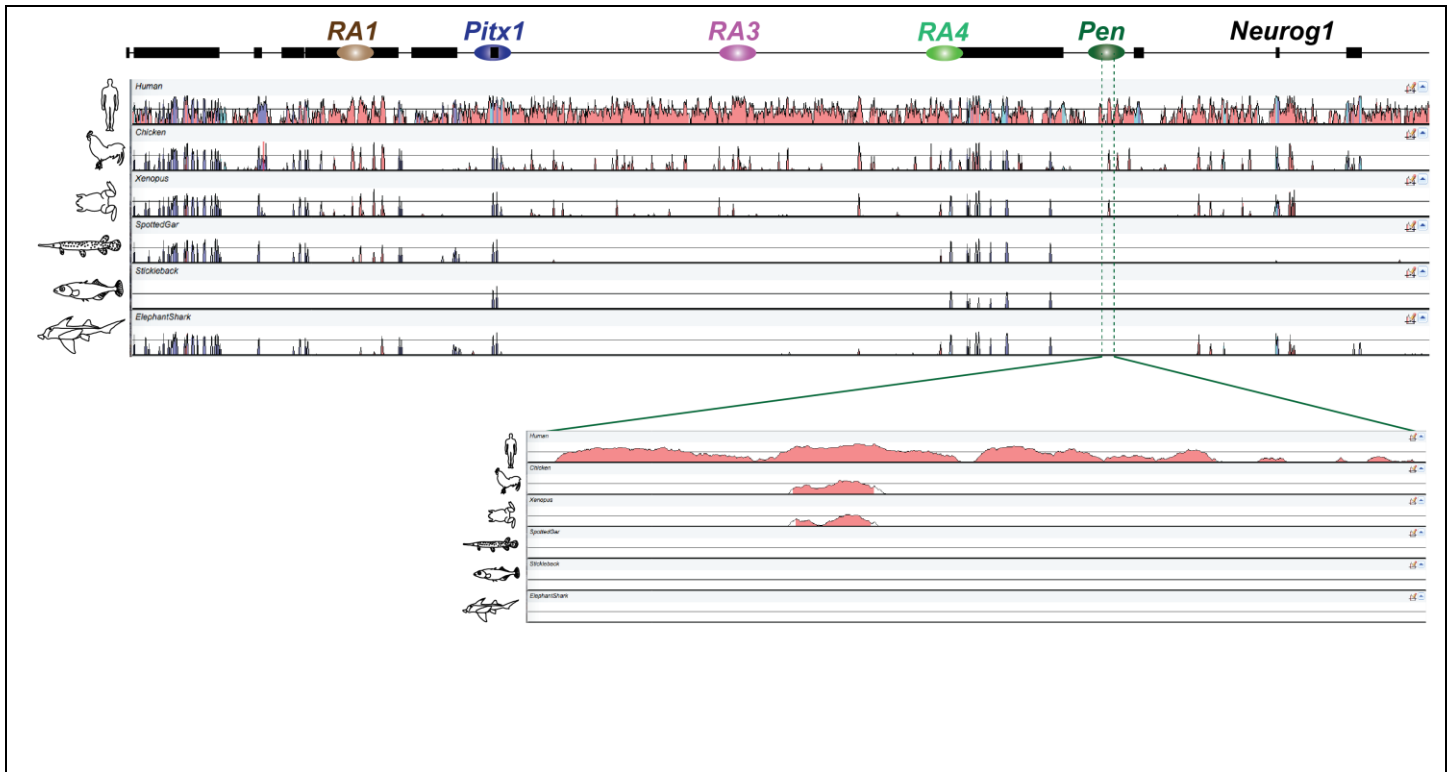 RA1 Pitx1 RA3 RA4 Pen Neurog1
Human
Chicken
Xenopus
SpottedGar
Stickleback
ElephantShark
Human
Chicken
Xenopus
SpottedGar
Stickleback
ElephantShark